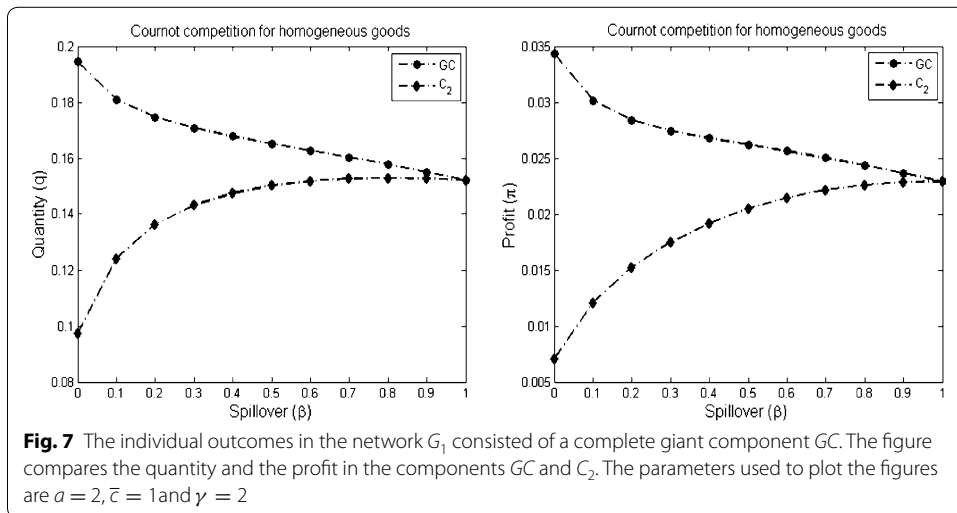 Cournot competition for homogeneous goods
0.2
0.18
0.16
0.14
0.12
0.1
0.08
Quantity (q)
0 0.1 0.2 0.3 0.4 0.5 0.6 0.7 0.8 0.9 1
Spillover (β)
GC
C₂
Cournot competition for homogeneous goods
0.035
0.03
0.025
0.02
0.015
0.01
0.005
Profit (π)
0 0.1 0.2 0.3 0.4 0.5 0.6 0.7 0.8 0.9 1
Spillover (β)
GC
C₂
Fig. 7 The individual outcomes in the network G₁ consisted of a complete giant component GC. The figure
compares the quantity and the profit in the components GC and C₂. The parameters used to plot the figures
are a = 2, c̅ = 1and γ = 2